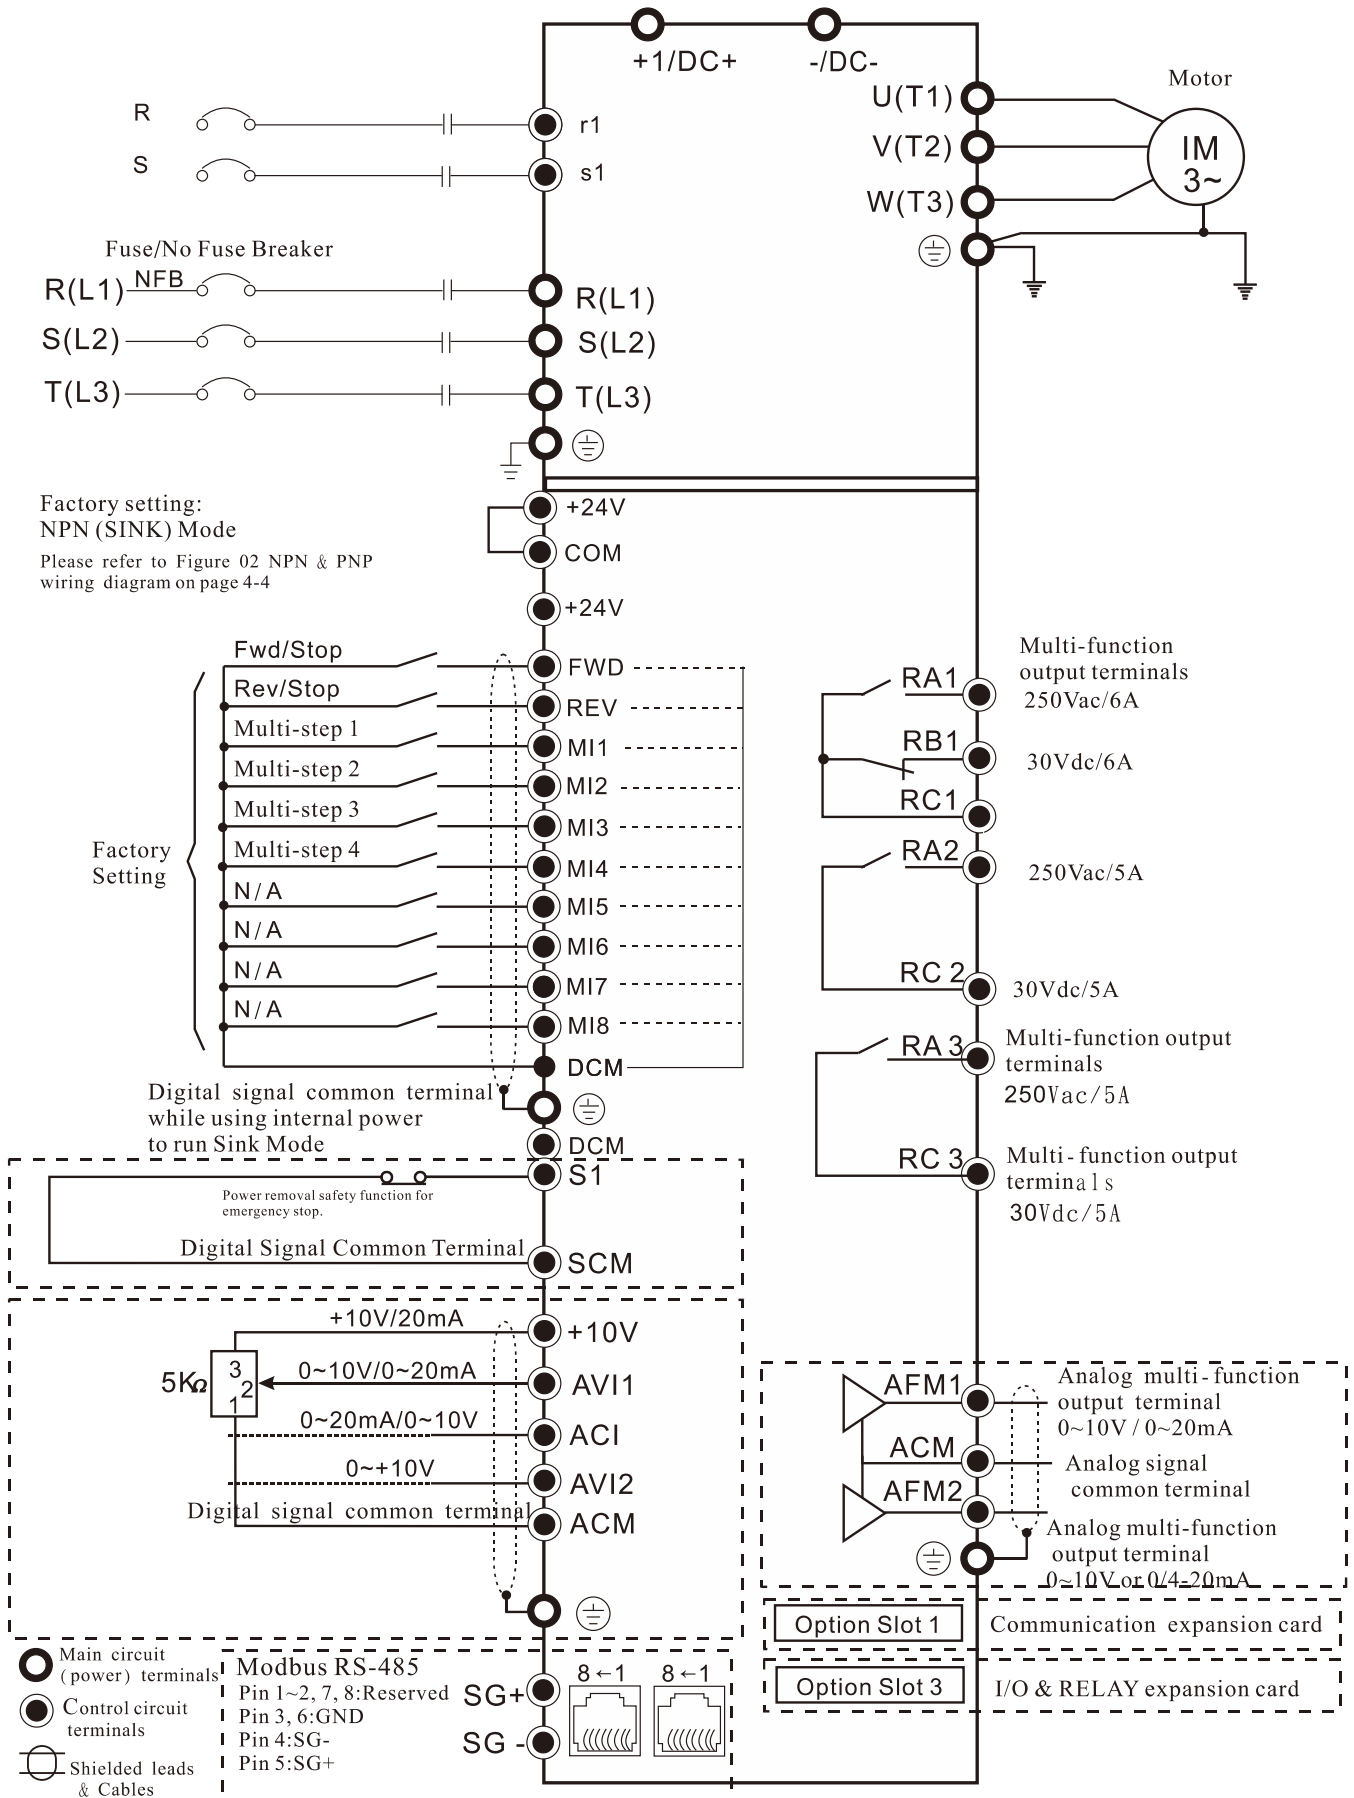 +1/DC+
-/DC-
Motor
U(T1)
V(T2)
W(T3)
IM
3~
R
r1
S
s1
Fuse/No Fuse Breaker
R(L1)
NFB
R(L1)
S(L2)
S(L2)
T(L3)
T(L3)
Factory setting:
NPN (SINK) Mode
Please refer to Figure 02 NPN & PNP
wiring diagram on page 4-4
+24V
COM
+24V
Factory
Setting
Fwd/Stop
FWD
Rev/Stop
REV
Multi-step 1
MI1
Multi-step 2
MI2
Multi-step 3
MI3
Multi-step 4
MI4
N/A
MI5
N/A
MI6
N/A
MI7
N/A
MI8
DCM
Digital signal common terminal
while using internal power
to run Sink Mode
DCM
S1
Power removal safety function for
emergency stop.
Digital Signal Common Terminal
SCM
+10V/20mA
+10V
5KΩ
3
2
1
0~10V/0~20mA
AVI1
0~20mA/0~10V
ACI
0~+10V
AVI2
Digital signal common terminal
ACM
Multi-function
output terminals
250Vac/6A
RA1
RB1
30Vdc/6A
RC1
RA2
250Vac/5A
RC 2
30Vdc/5A
RA 3
Multi-function output
terminals
250Vac/5A
RC 3
Multi-function output
terminals
30Vdc/5A
AFM1
Analog multi-function
output terminal
0~10V / 0~20mA
ACM
Analog signal
common terminal
AFM2
Analog multi-function
output terminal
0~10V or 0/4-20mA
Option Slot 1
Communication expansion card
Option Slot 3
I/O & RELAY expansion card
Main circuit
(power) terminals
Control circuit
terminals
Shielded leads
& Cables
Modbus RS-485
Pin 1~2, 7, 8:Reserved
Pin 3, 6:GND
Pin 4:SG-
Pin 5:SG+
SG+
SG -
8←1
8←1